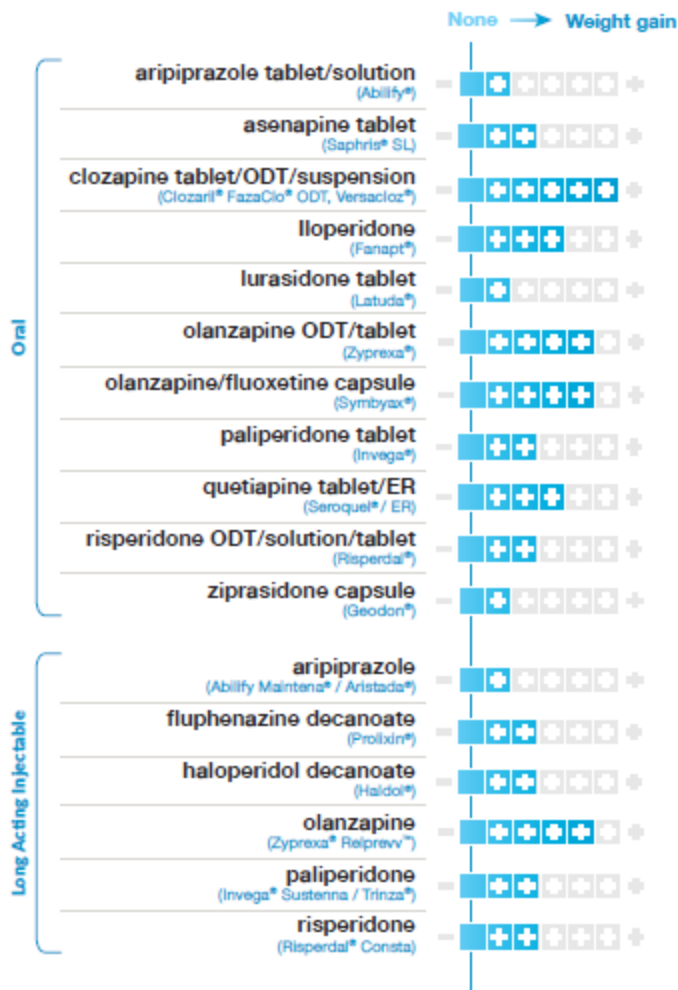 None → Weight gain
Oral
aripiprazole tablet/solution
(Abilify®)
asenapine tablet
(Saphris® SL)
clozapine tablet/ODT/suspension
(Clozaril® FazaClo® ODT, Versacloz®)
lloperidone
(Fanapt®)
lurasidone tablet
(Latuda®)
olanzapine ODT/tablet
(Zyprexa®)
olanzapine/fluoxetine capsule
(Symbyax®)
paliperidone tablet
(Invega®)
quetiapine tablet/ER
(Seroquel® / ER)
risperidone ODT/solution/tablet
(Risperdal®)
ziprasidone capsule
(Geodon®)
Long Acting Injectable
aripiprazole
(Abilify Maintena® / Aristada®)
fluphenazine decanoate
(Prolixin®)
haloperidol decanoate
(Haldol®)
olanzapine
(Zyprexa® Relprevv™)
paliperidone
(Invega® Sustenna / Trinza®)
risperidone
(Risperdal® Consta)